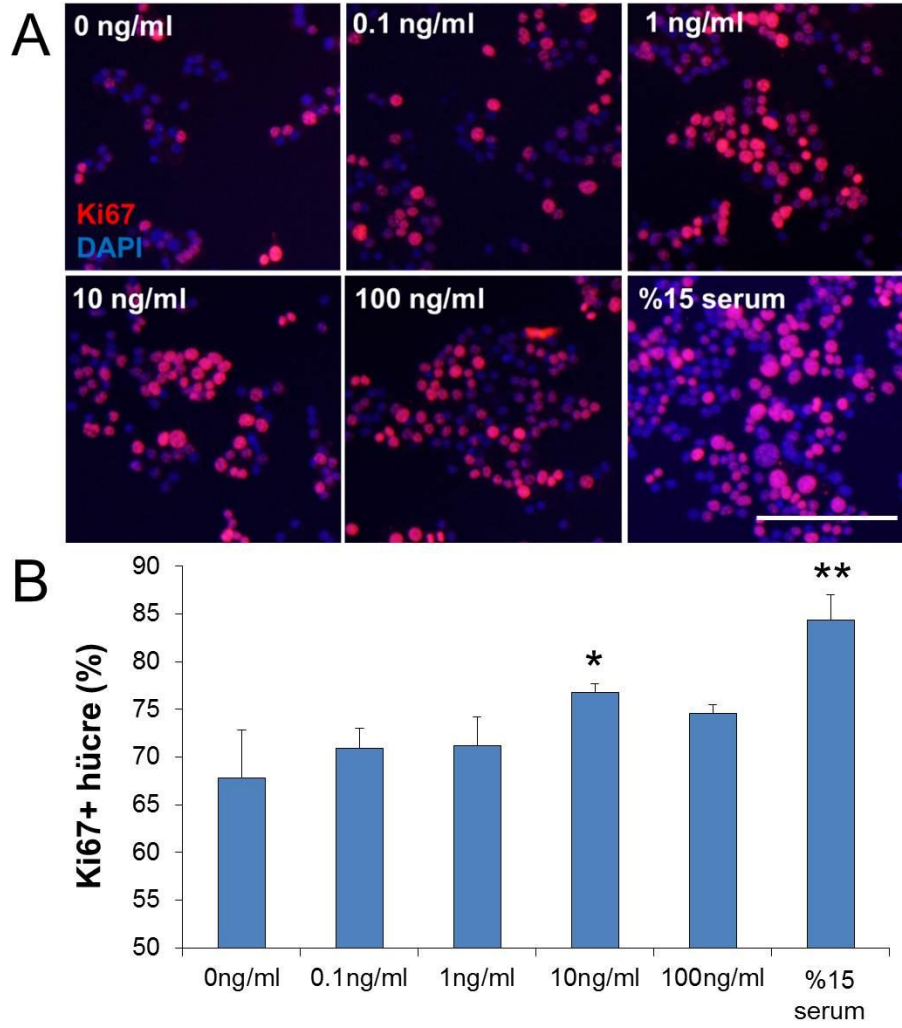 A
0 ng/ml
0.1 ng/ml
1 ng/ml
Ki67
DAPI
10 ng/ml
100 ng/ml
%15 serum
B
Ki67+ hücre (%)
90
85
80
75
70
65
60
55
50
*
**
0ng/ml
0.1ng/ml
1ng/ml
10ng/ml
100ng/ml
%15
serum